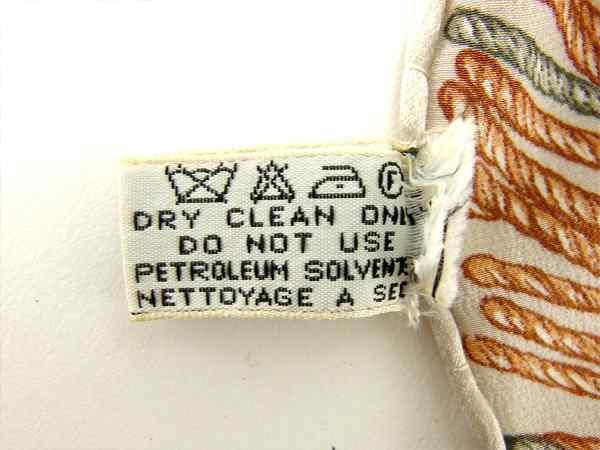 F
DRY CLEAN ONLY
DO NOT USE
PETROLEUM SOLVENTS
NETTOYAGE A SEC